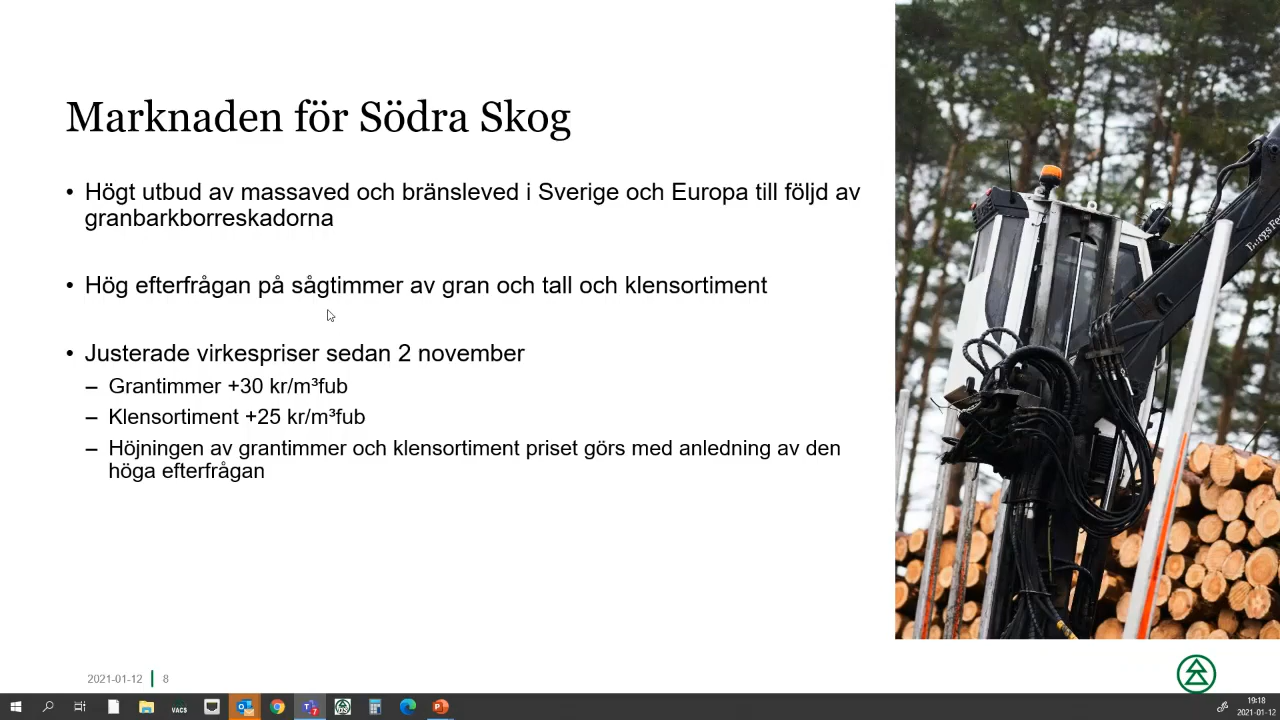 Marknaden för Södra Skog
• Högt utbud av massaved och bränsleved i Sverige och Europa till följd av
granbarkborreskadorna
• Hög efterfrågan på sågtimmer av gran och tall och klensortiment
• Justerade virkespriser sedan 2 november
– Grantimmer +30 kr/m³fub
– Klensortiment +25 kr/m³fub
– Höjningen av grantimmer och klensortiment priset görs med anledning av den
höga efterfrågan
2021-01-12 | 8
VACS
7
19:18
2021-01-12